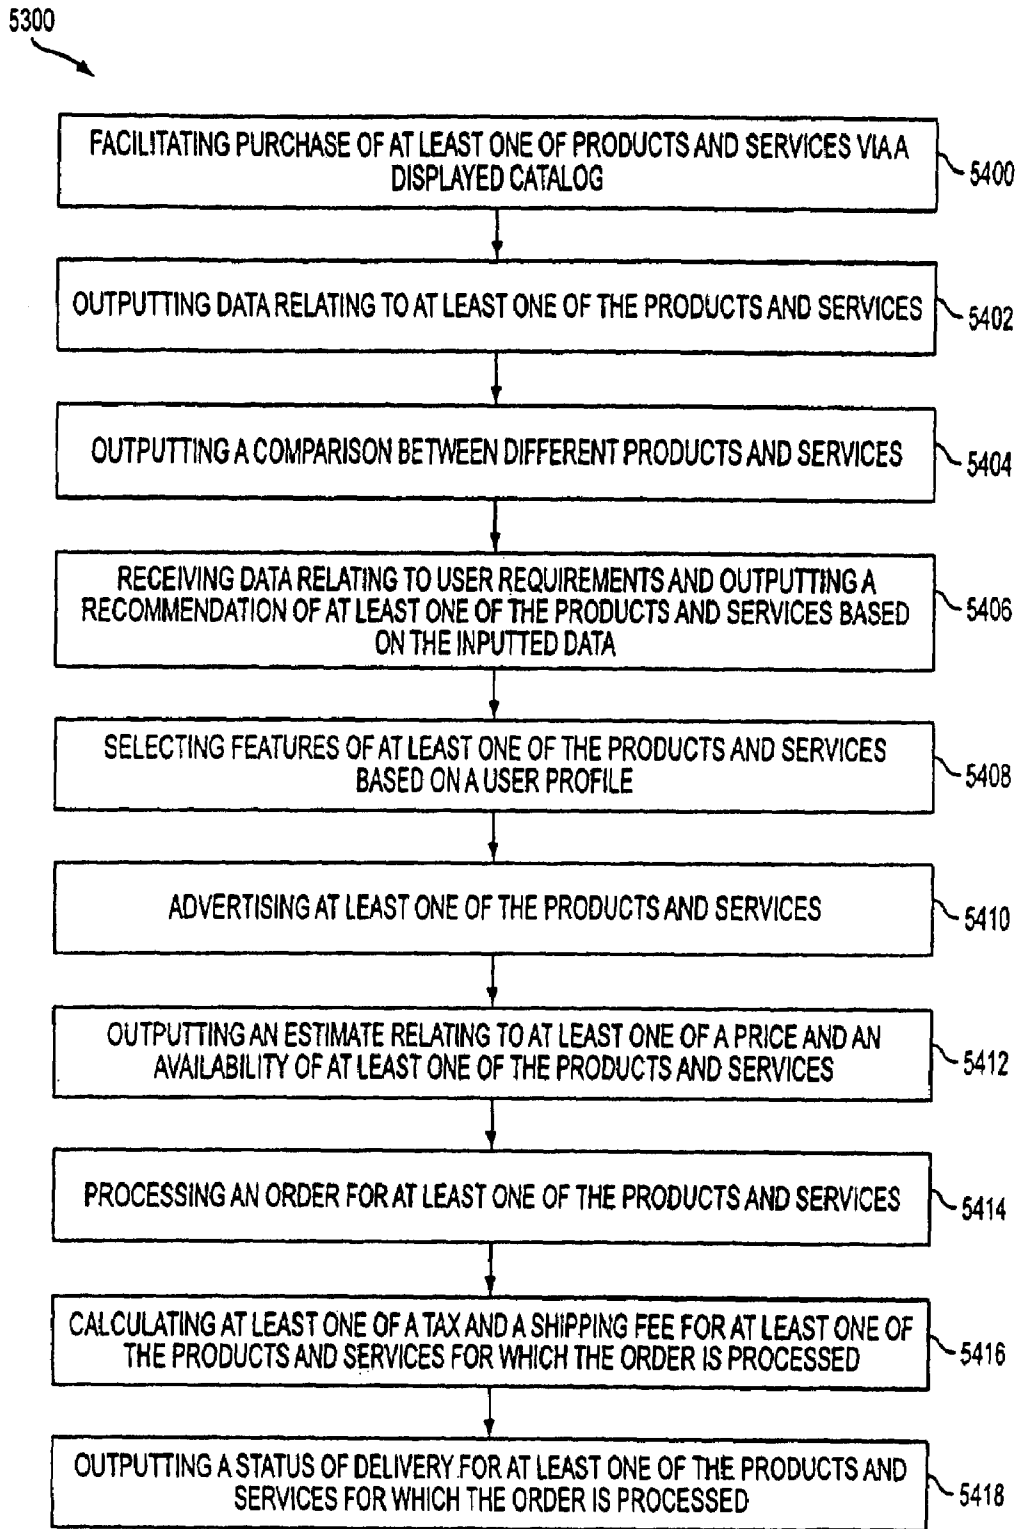 5300
FACILITATING PURCHASE OF AT LEAST ONE OF PRODUCTS AND SERVICES VIA A
DISPLAYED CATALOG
5400
OUTPUTTING DATA RELATING TO AT LEAST ONE OF THE PRODUCTS AND SERVICES
5402
OUTPUTTING A COMPARISON BETWEEN DIFFERENT PRODUCTS AND SERVICES
5404
RECEIVING DATA RELATING TO USER REQUIREMENTS AND OUTPUTTING A
RECOMMENDATION OF AT LEAST ONE OF THE PRODUCTS AND SERVICES BASED
ON THE INPUTTED DATA
5406
SELECTING FEATURES OF AT LEAST ONE OF THE PRODUCTS AND SERVICES
BASED ON A USER PROFILE
5408
ADVERTISING AT LEAST ONE OF THE PRODUCTS AND SERVICES
5410
OUTPUTTING AN ESTIMATE RELATING TO AT LEAST ONE OF A PRICE AND AN
AVAILABILITY OF AT LEAST ONE OF THE PRODUCTS AND SERVICES
5412
PROCESSING AN ORDER FOR AT LEAST ONE OF THE PRODUCTS AND SERVICES
5414
CALCULATING AT LEAST ONE OF A TAX AND A SHIPPING FEE FOR AT LEAST ONE OF
THE PRODUCTS AND SERVICES FOR WHICH THE ORDER IS PROCESSED
5416
OUTPUTTING A STATUS OF DELIVERY FOR AT LEAST ONE OF THE PRODUCTS AND
SERVICES FOR WHICH THE ORDER IS PROCESSED
5418